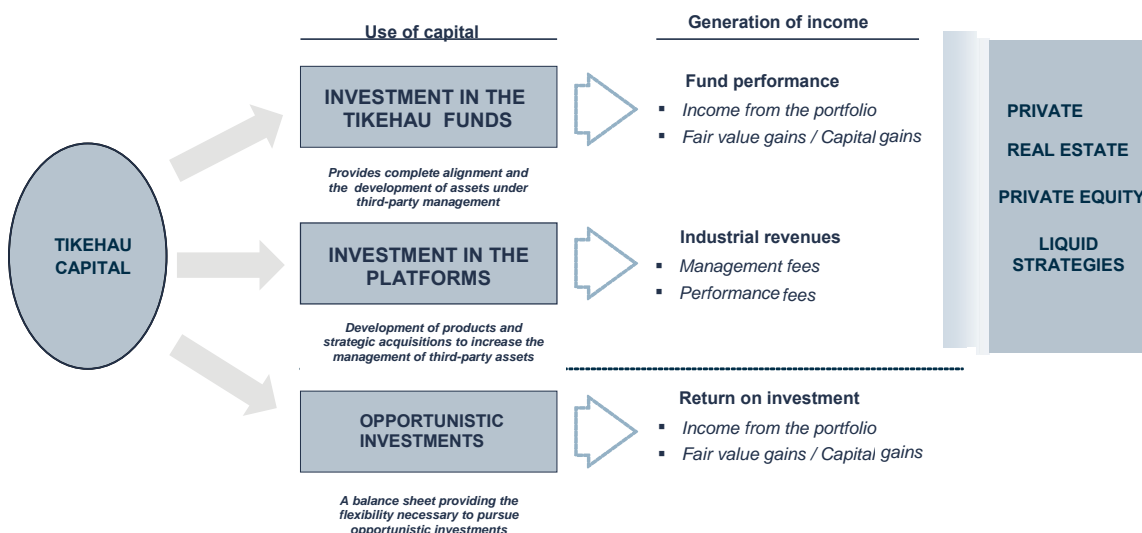 Use of capital
Generation of income
TIKEHAU
CAPITAL
INVESTMENT IN THE
TIKEHAU FUNDS
Provides complete alignment and
the development of assets under
third-party management
Fund performance
▪ Income from the portfolio
▪ Fair value gains / Capital gains
INVESTMENT IN THE
PLATFORMS
Development of products and
strategic acquisitions to increase the
management of third-party assets
Industrial revenues
▪ Management fees
▪ Performance fees
OPPORTUNISTIC
INVESTMENTS
A balance sheet providing the
flexibility necessary to pursue
opportunistic investments
Return on investment
▪ Income from the portfolio
▪ Fair value gains / Capital gains
PRIVATE
REAL ESTATE
PRIVATE EQUITY
LIQUID
STRATEGIES